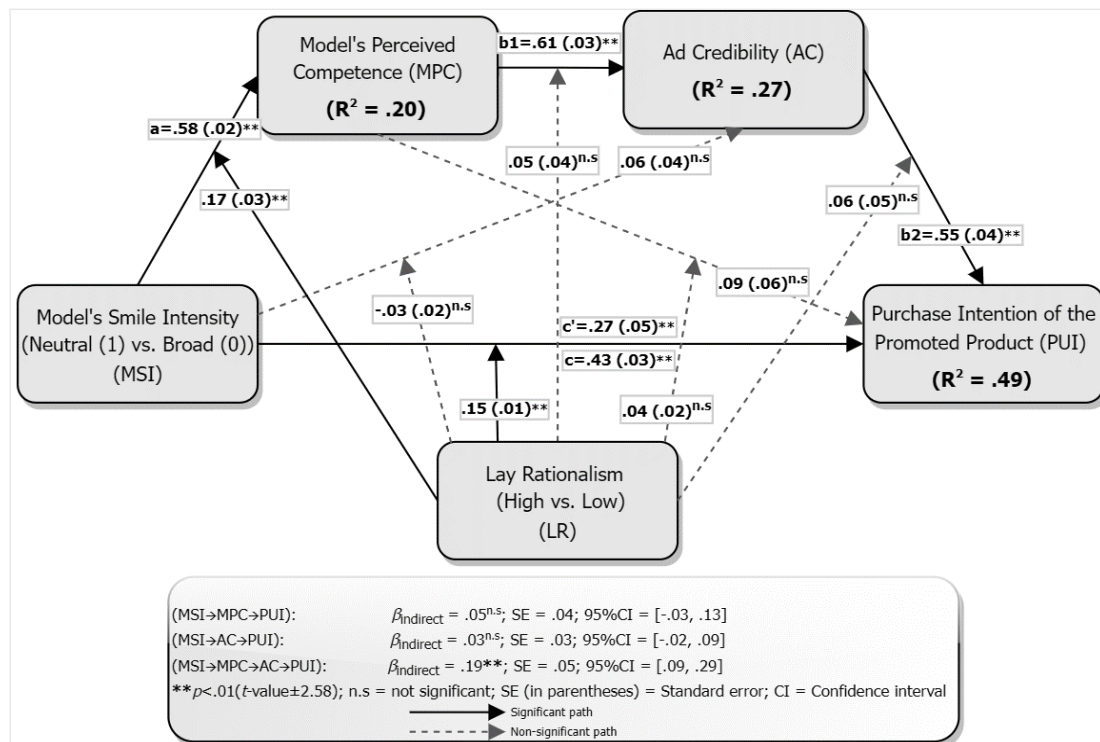 Model's Perceived
Competence (MPC)
(R² = .20)
b1=.61 (.03)**
Ad Credibility (AC)
(R² = .27)
a=.58 (.02)**
.17 (.03)**
.05 (.04)n.s
.06 (.04)n.s
.06 (.05)n.s
b2=.55 (.04)**
Model's Smile Intensity
(Neutral (1) vs. Broad (0))
(MSI)
-.03 (.02)n.s
.09 (.06)n.s
c'=.27 (.05)**
c=.43 (.03)**
Purchase Intention of the
Promoted Product (PUI)
(R² = .49)
.15 (.01)**
.04 (.02)n.s
Lay Rationalism
(High vs. Low)
(LR)
(MSI→MPC→PUI): βindirect = .05n.s; SE = .04; 95%CI = [-.03, .13]
(MSI→AC→PUI): βindirect = .03n.s; SE = .03; 95%CI = [-.02, .09]
(MSI→MPC→AC→PUI): βindirect = .19**; SE = .05; 95%CI = [.09, .29]
**p<.01(t-value±2.58); n.s = not significant; SE (in parentheses) = Standard error; CI = Confidence interval
Significant path
Non-significant path